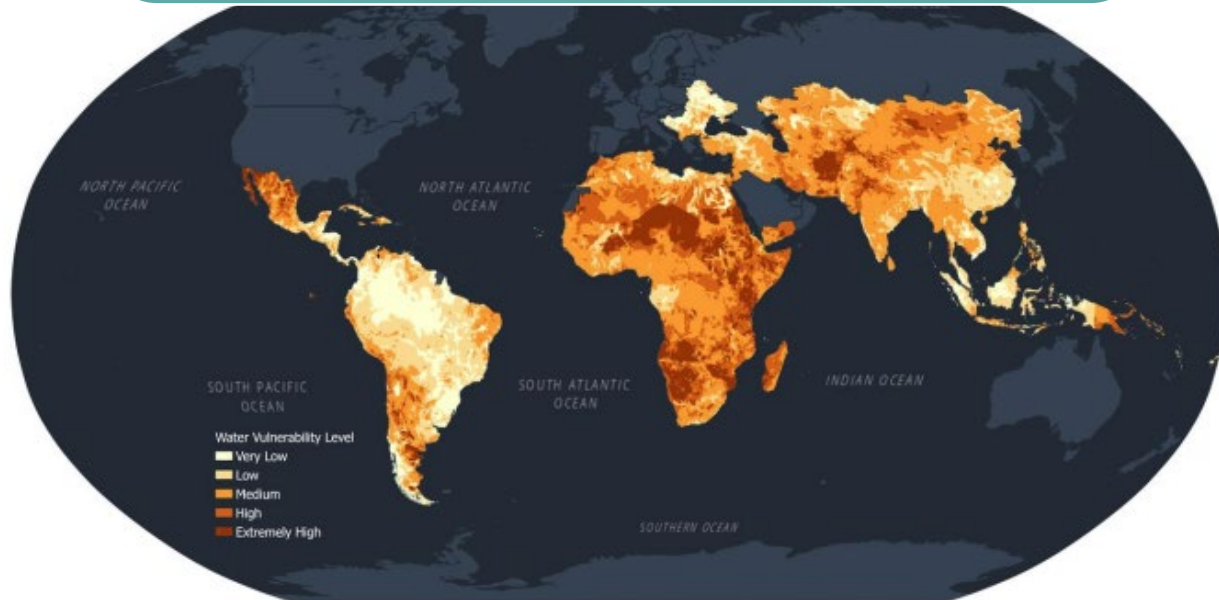 NORTH PACIFIC
OCEAN
NORTH ATLANTIC
OCEAN
SOUTH PACIFIC
OCEAN
SOUTH ATLANTIC
OCEAN
INDIAN OCEAN
Water Vulnerability Level
Very Low
Low
Medium
High
Extremely High
SOUTHERN OCEAN